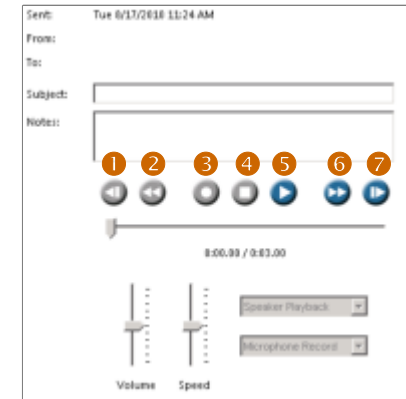 Sent: Tue 8/17/2010 11:24 AM
From:
To:
Subject:
Notes:
1 2 3 4 5 6 7
0:00.00 / 0:03.00
Speaker Playback
Microphone Record
Volume Speed